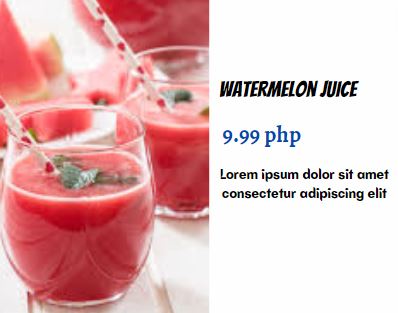 WATERMELON JUICE
9.99 php
Lorem ipsum dolor sit amet
consectetur adipiscing elit